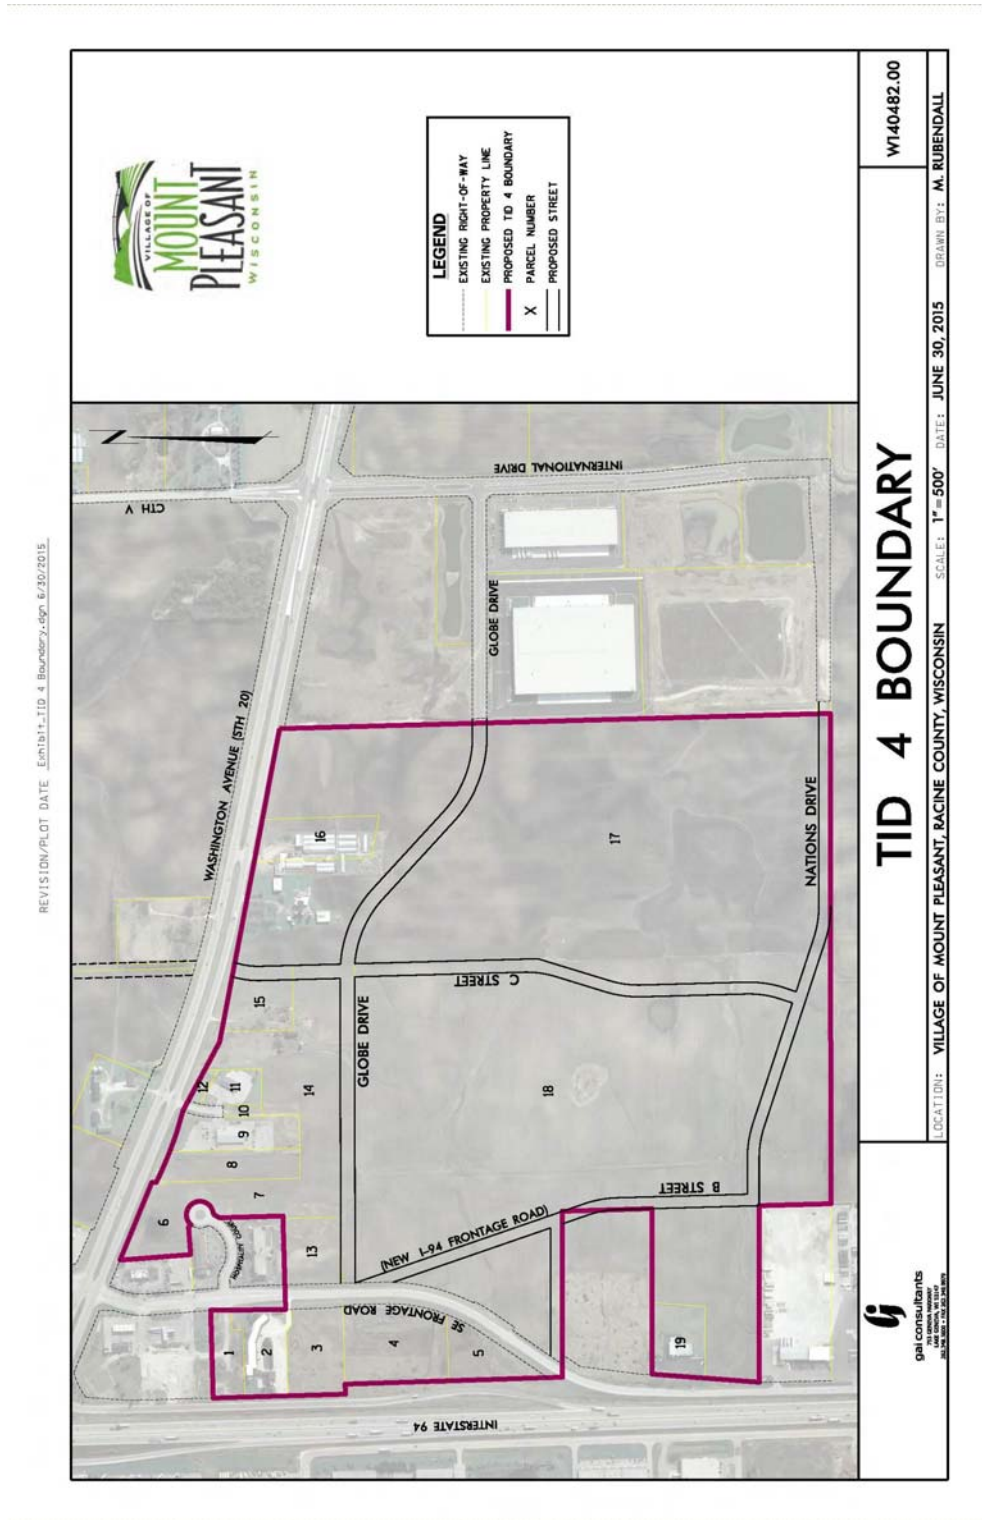 REVISION/PLOT DATE Exhibit_TID 4 Boundary.dgn 6/30/2015
VILLAGE OF
MOUNT
PLEASANT
WISCONSIN
LEGEND
EXISTING RIGHT-OF-WAY
EXISTING PROPERTY LINE
PROPOSED TID 4 BOUNDARY
X PARCEL NUMBER
PROPOSED STREET
CTH V
WASHINGTON AVENUE (STH 20)
INTERNATIONAL DRIVE
GLOBE DRIVE
GLOBE DRIVE
C STREET
NATIONS DRIVE
B STREET
(NEW I-94 FRONTAGE ROAD)
SE FRONTAGE ROAD
INTERSTATE 94
HOSPITALITY COURT
1
2
3
4
5
6
7
8
9
10
11
12
13
14
15
16
17
18
19
gai consultants
TID 4 BOUNDARY
W140482.00
LOCATION: VILLAGE OF MOUNT PLEASANT, RACINE COUNTY, WISCONSIN SCALE: 1" = 500' DATE: JUNE 30, 2015 DRAWN BY: M. RUBENDALL